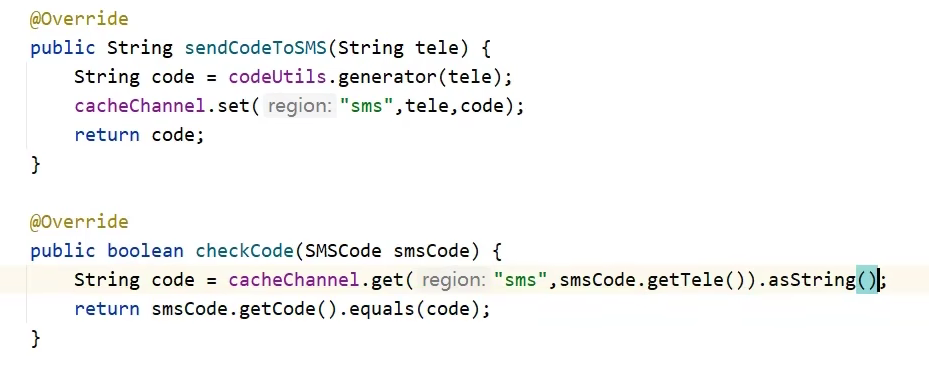 @Override
public String sendCodeToSMS(String tele) {
    String code = codeUtils.generator(tele);
    cacheChannel.set( region: "sms",tele,code);
    return code;
}

@Override
public boolean checkCode(SMSCode smsCode) {
    String code = cacheChannel.get( region: "sms",smsCode.getTele()).asString();
    return smsCode.getCode().equals(code);
}